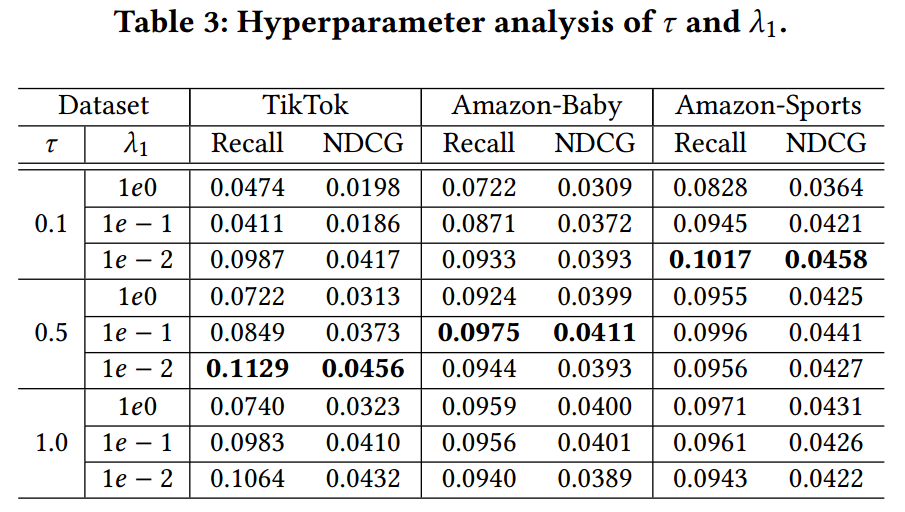 Table 3: Hyperparameter analysis of τ and λ₁.
Dataset TikTok Amazon-Baby Amazon-Sports
τ λ₁ Recall NDCG Recall NDCG Recall NDCG
1e0 0.0474 0.0198 0.0722 0.0309 0.0828 0.0364
0.1 1e − 1 0.0411 0.0186 0.0871 0.0372 0.0945 0.0421
1e − 2 0.0987 0.0417 0.0933 0.0393 0.1017 0.0458
1e0 0.0722 0.0313 0.0924 0.0399 0.0955 0.0425
0.5 1e − 1 0.0849 0.0373 0.0975 0.0411 0.0996 0.0441
1e − 2 0.1129 0.0456 0.0944 0.0393 0.0956 0.0427
1e0 0.0740 0.0323 0.0959 0.0400 0.0971 0.0431
1.0 1e − 1 0.0983 0.0410 0.0956 0.0401 0.0961 0.0426
1e − 2 0.1064 0.0432 0.0940 0.0389 0.0943 0.0422